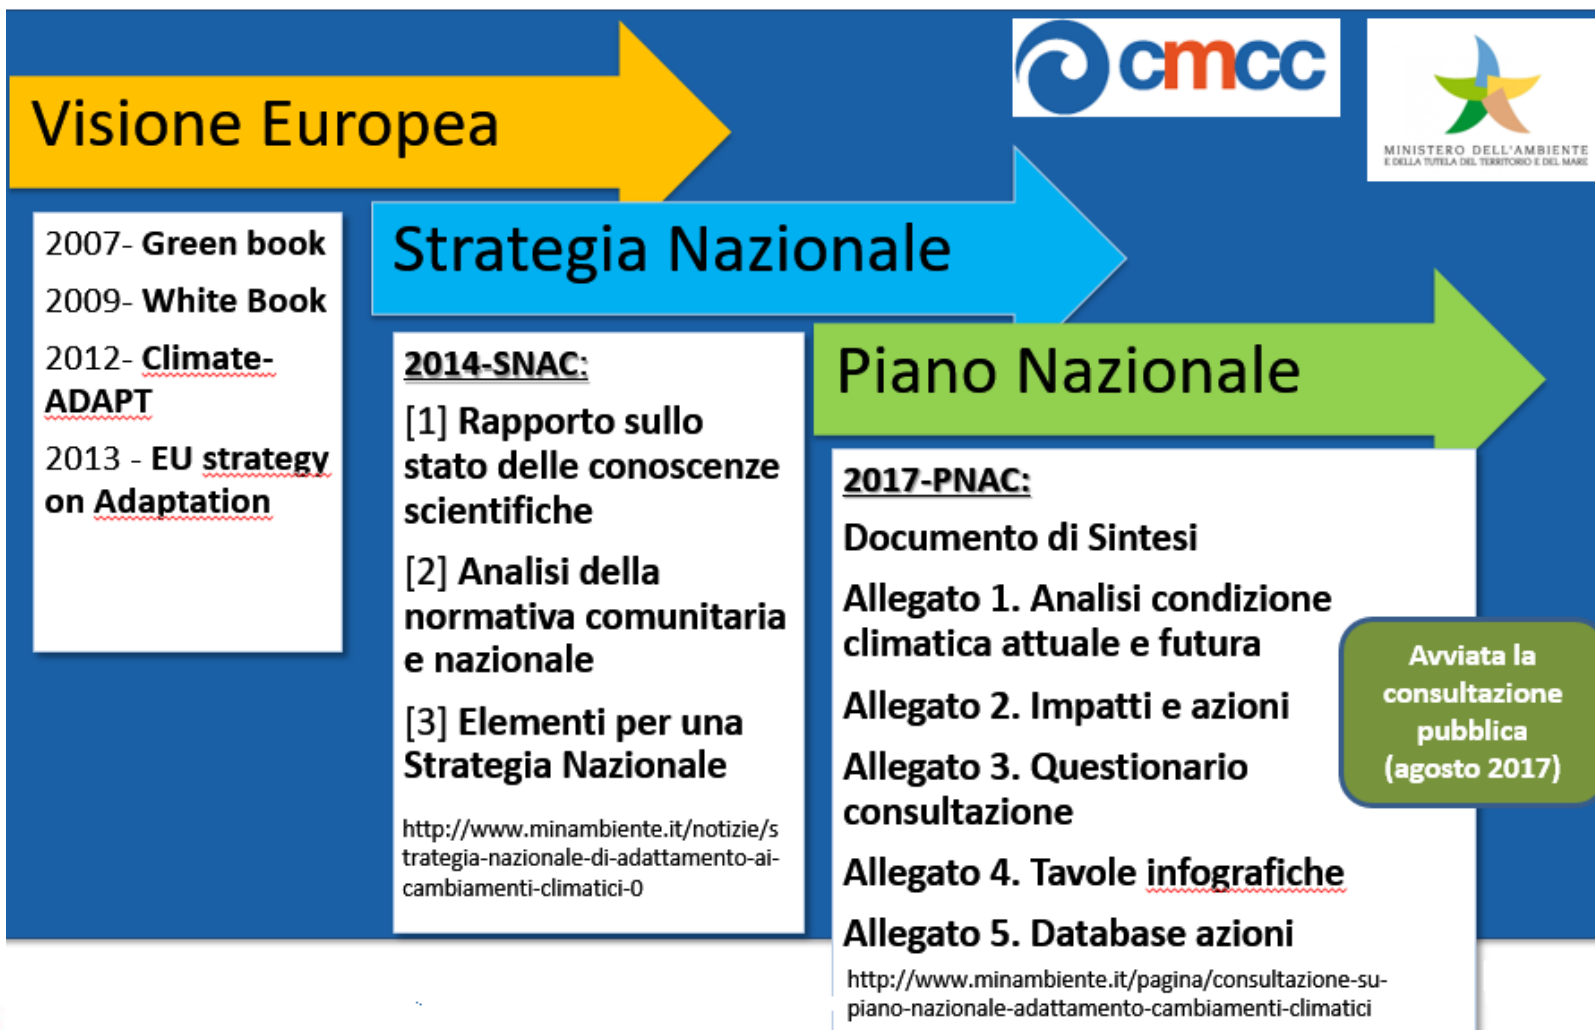 cmcc
MINISTERO DELL'AMBIENTE
E DELLA TUTELA DEL TERRITORIO E DEL MARE
Visione Europea
2007- Green book
2009- White Book
2012- Climate-
ADAPT
2013 - EU strategy
on Adaptation
Strategia Nazionale
2014-SNAC:
[1] Rapporto sullo
stato delle conoscenze
scientifiche
[2] Analisi della
normativa comunitaria
e nazionale
[3] Elementi per una
Strategia Nazionale
http://www.minambiente.it/notizie/s
trategia-nazionale-di-adattamento-ai-
cambiamenti-climatici-0
Piano Nazionale
2017-PNAC:
Documento di Sintesi
Allegato 1. Analisi condizione
climatica attuale e futura
Allegato 2. Impatti e azioni
Allegato 3. Questionario
consultazione
Allegato 4. Tavole infografiche
Allegato 5. Database azioni
http://www.minambiente.it/pagina/consultazione-su-
piano-nazionale-adattamento-cambiamenti-climatici
Avviata la
consultazione
pubblica
(agosto 2017)